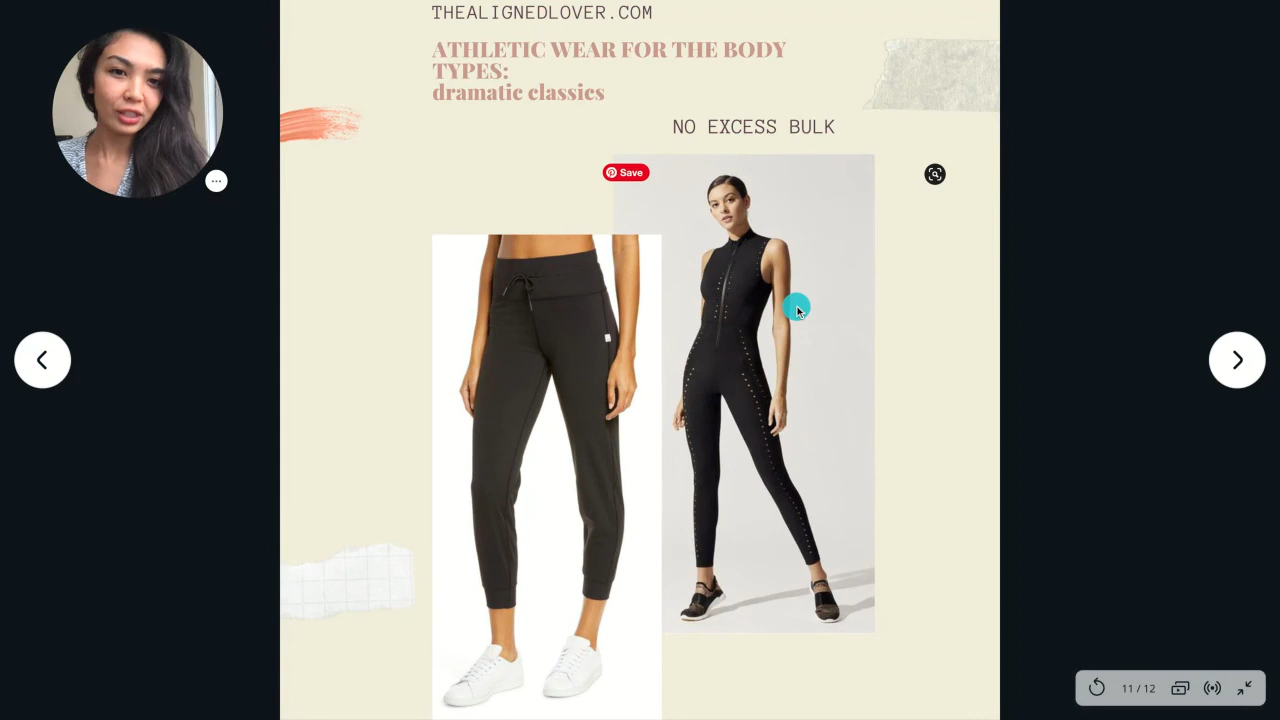 THEALIGNEDLOVER.COM
ATHLETIC WEAR FOR THE BODY
TYPES:
dramatic classics
NO EXCESS BULK
Save
11 / 12